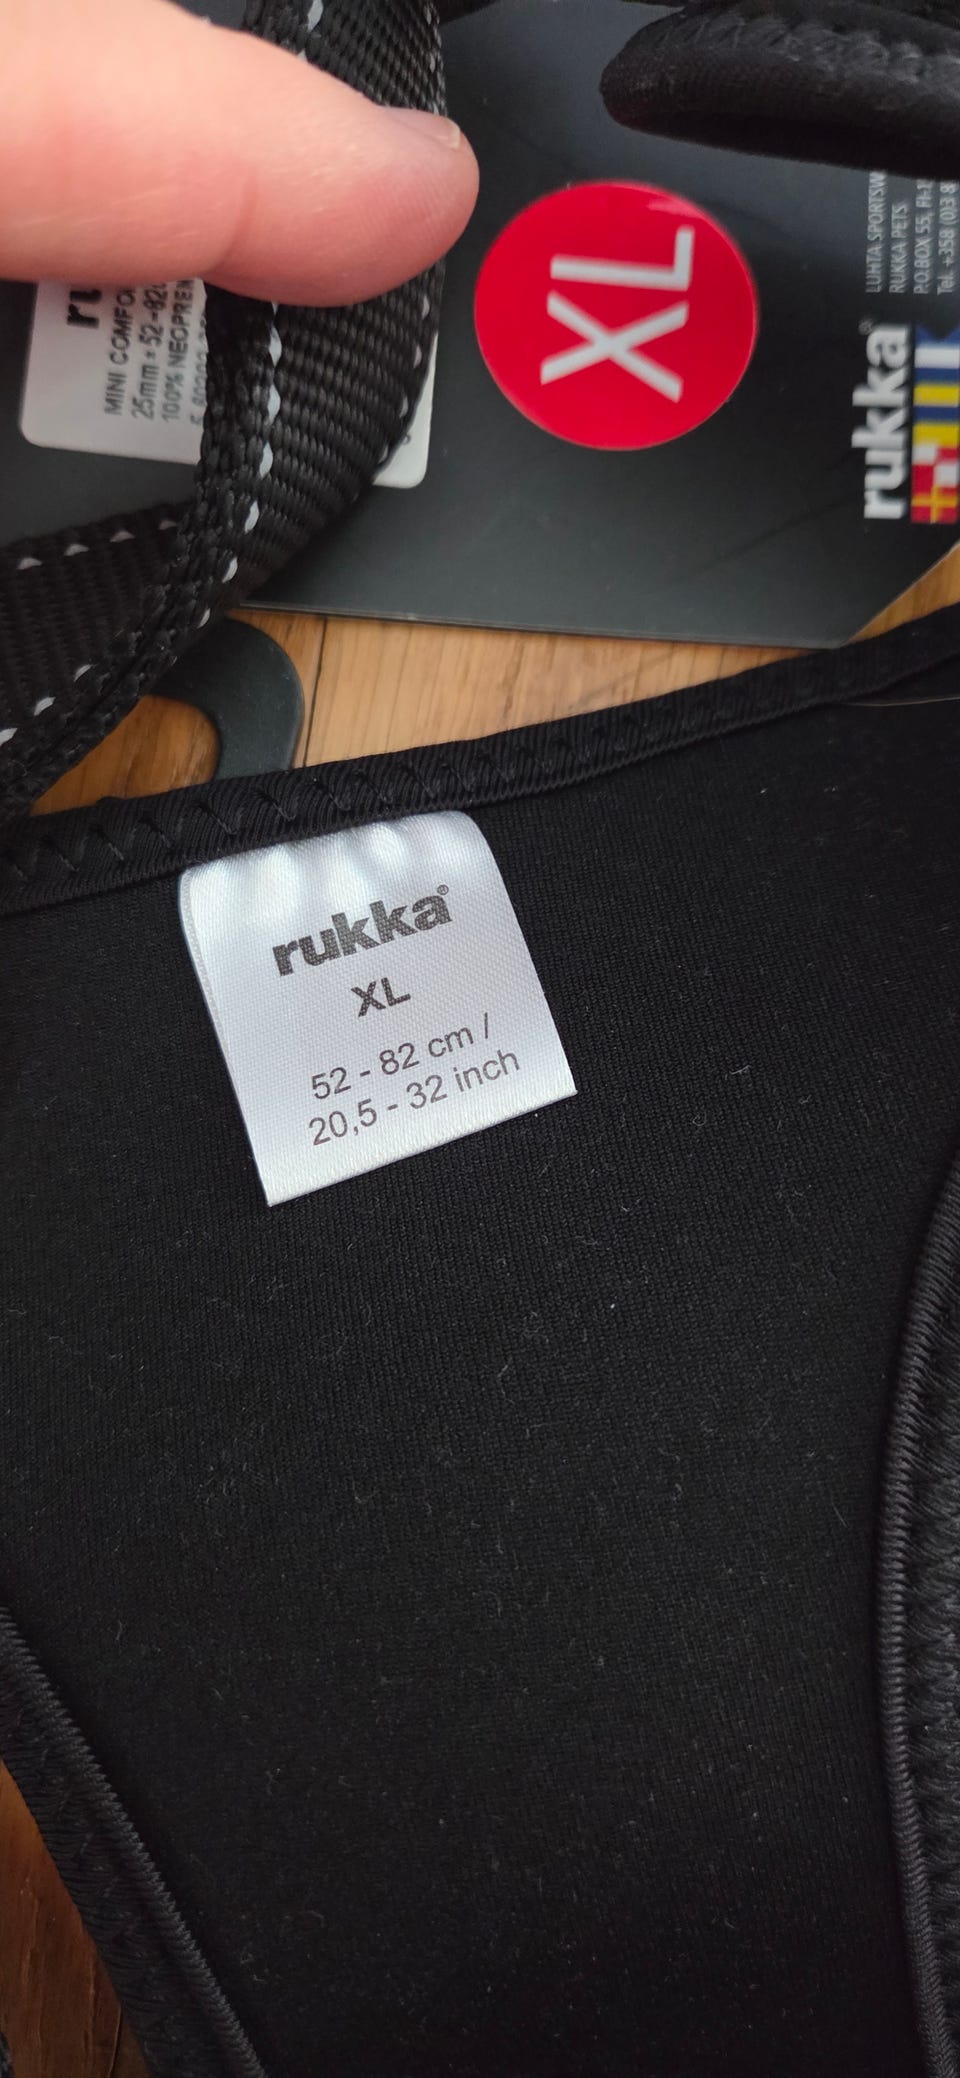 MINI COMFO
25mm * 52-82
100% NEOPREN
XL
LUHTA SPORTSW
RUKKA PETS
P.O.BOX 55, FI-1
Tel. +358 (0)3 8
rukka®
rukka®
XL
52 - 82 cm /
20,5 - 32 inch